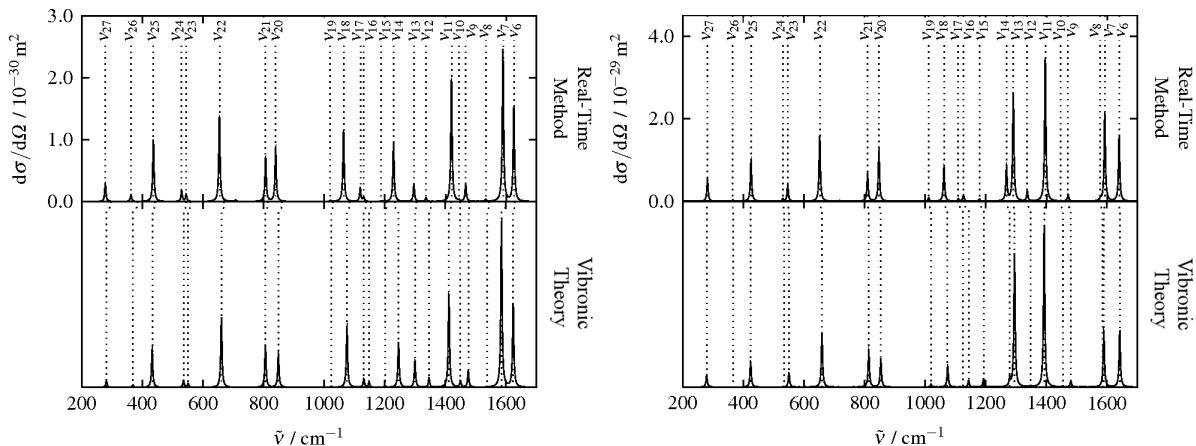 ν27 ν26 ν25 ν24 ν23 ν22 ν21 ν20 ν19 ν18 ν17 ν16 ν15 ν14 ν13 ν12 ν11 ν10 ν9 ν8 ν7 ν6
3.0
2.0
1.0
0.0
dσ/dΩ / 10⁻³⁰ m²
Real-Time
Method
Vibronic
Theory
200 400 600 800 1000 1200 1400 1600
ν̃ / cm⁻¹
ν27 ν26 ν25 ν24 ν23 ν22 ν21 ν20 ν19 ν18 ν17 ν16 ν15 ν14 ν13 ν12 ν11 ν10 ν9 ν8 ν7 ν6
4.0
2.0
0.0
dσ/dΩ / 10⁻²⁹ m²
Real-Time
Method
Vibronic
Theory
200 400 600 800 1000 1200 1400 1600
ν̃ / cm⁻¹